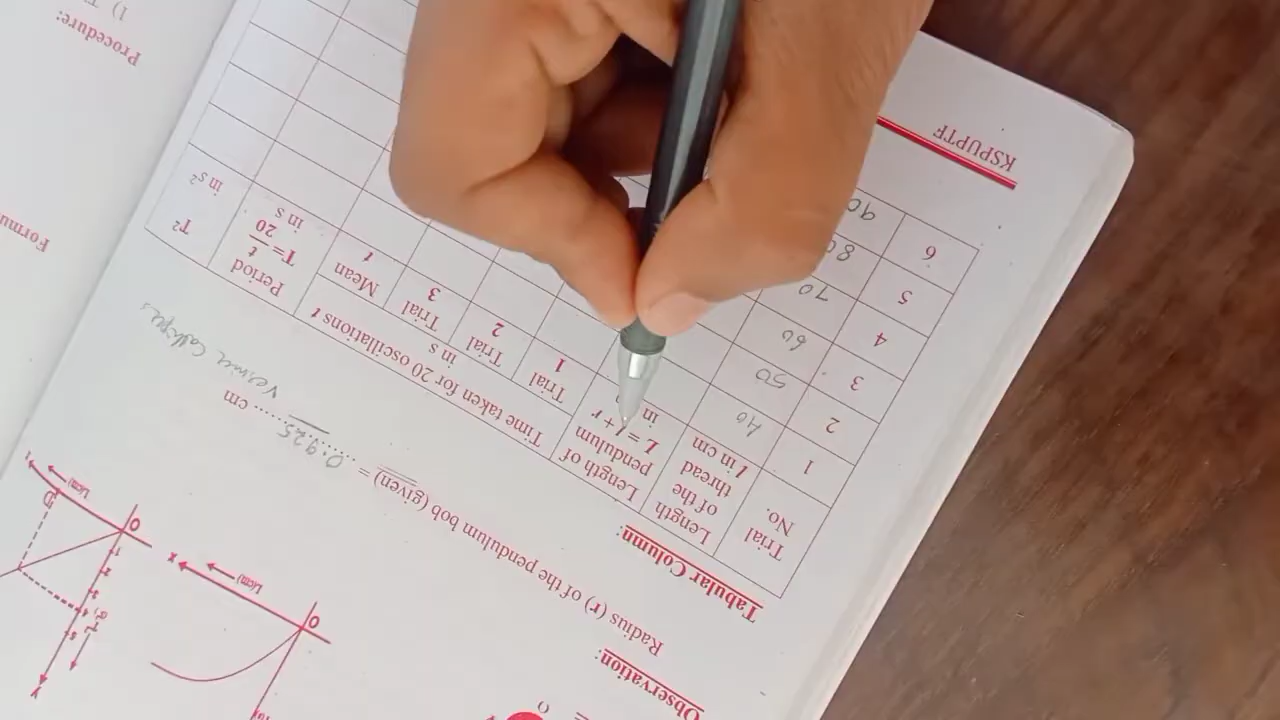 Observation:
Radius (r) of the pendulum bob (given) = ....0.925..... cm Vernier Callipers
Tabular Column:
Trial No.
Length of the thread l in cm
Length of pendulum L = l + r in
Time taken for 20 oscillations t in s
Trial 1
Trial 2
Trial 3
Mean t
Period T = t/20 in s
T² in s²
1 40
2 50
3 60
4 70
5 80
6 90
KSPUPTF
Procedure:
1) T
Formu
O
L(cm)
X
O
L(cm)
Y